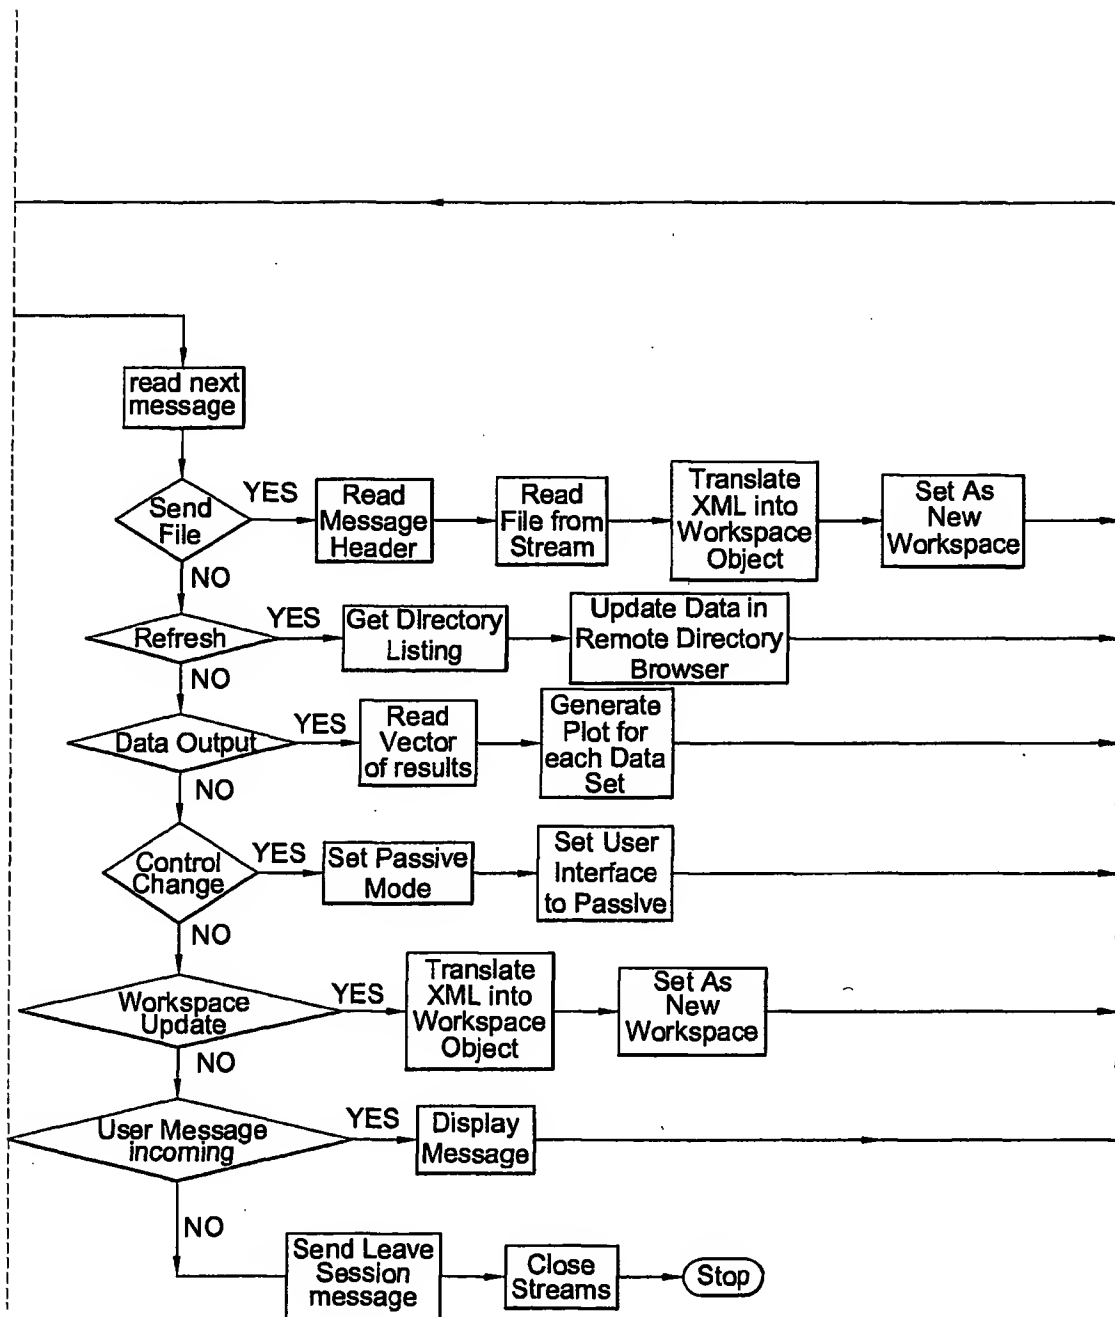 read next
message
Send
File
YES
Read
Message
Header
Read
File from
Stream
Translate
XML into
Workspace
Object
Set As
New
Workspace
NO
Refresh
YES
Get Directory
Listing
Update Data in
Remote Directory
Browser
NO
Data Output
YES
Read
Vector
of results
Generate
Plot for
each Data
Set
NO
Control
Change
YES
Set Passive
Mode
Set User
Interface
to Passive
NO
Workspace
Update
YES
Translate
XML into
Workspace
Object
Set As
New
Workspace
NO
User Message
incoming
YES
Display
Message
NO
Send Leave
Session
message
Close
Streams
Stop